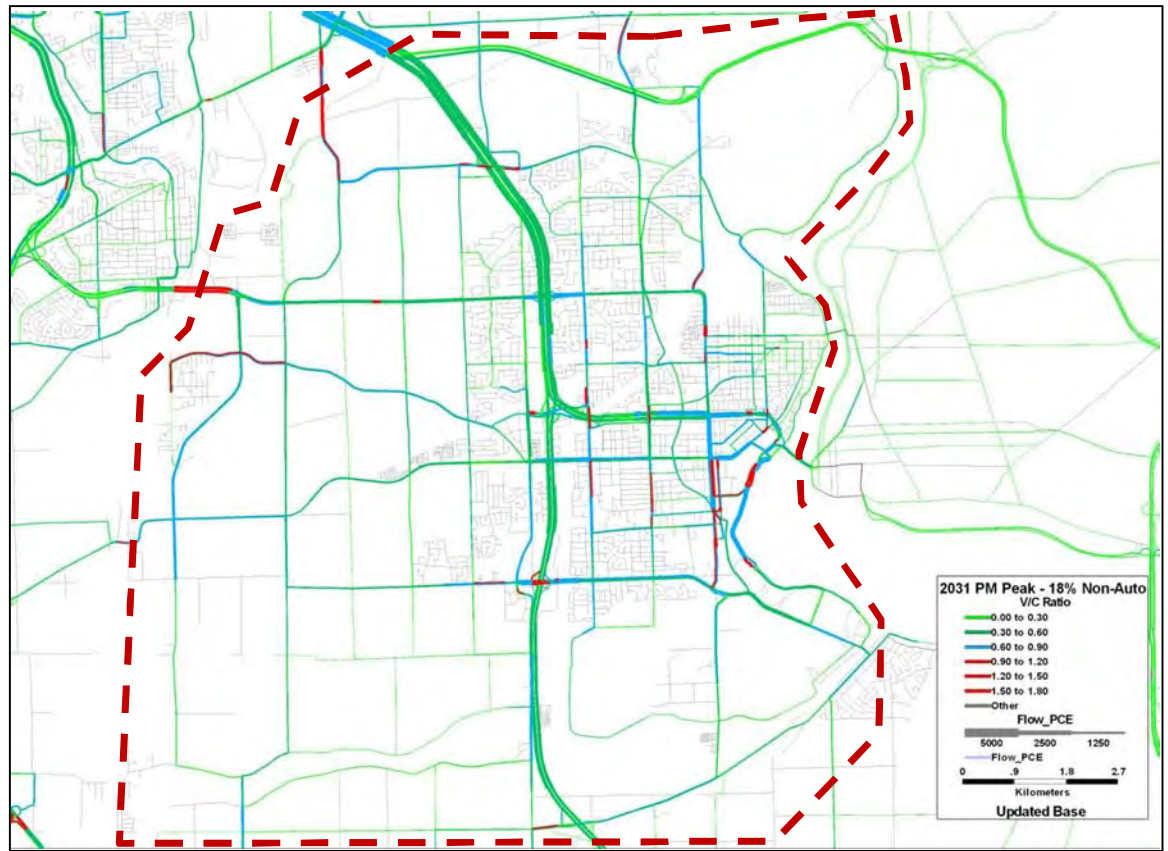 2031 PM Peak - 18% Non-Auto
V/C Ratio
0.00 to 0.30
0.30 to 0.60
0.60 to 0.90
0.90 to 1.20
1.20 to 1.50
1.50 to 1.80
Other
Flow_PCE
5000 2500 1250
Flow_PCE
0 .9 1.8 2.7
Kilometers
Updated Base